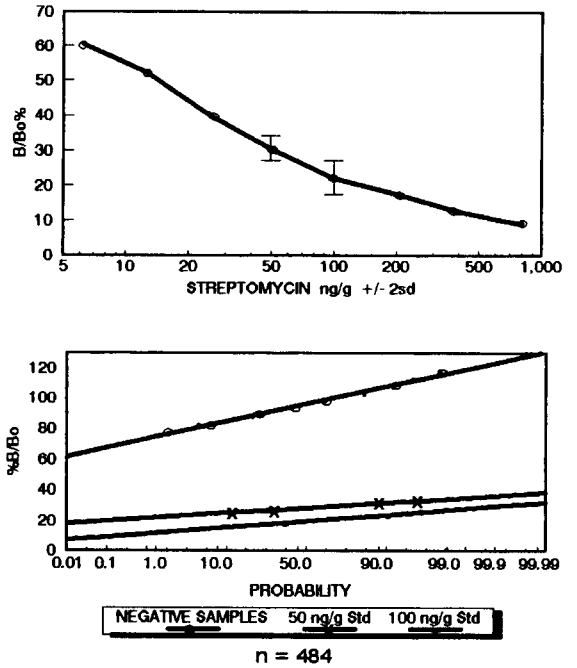 70
60
50
40
30
20
10
0
B/Bo%
5 10 20 50 100 200 500 1,000
STREPTOMYCIN ng/g +/- 2sd
120
100
80
60
40
20
0
%B/Bo
0.01 0.1 1.0 10.0 50.0 90.0 99.0 99.9 99.99
PROBABILITY
NEGATIVE SAMPLES 50 ng/g Std 100 ng/g Std
n = 484